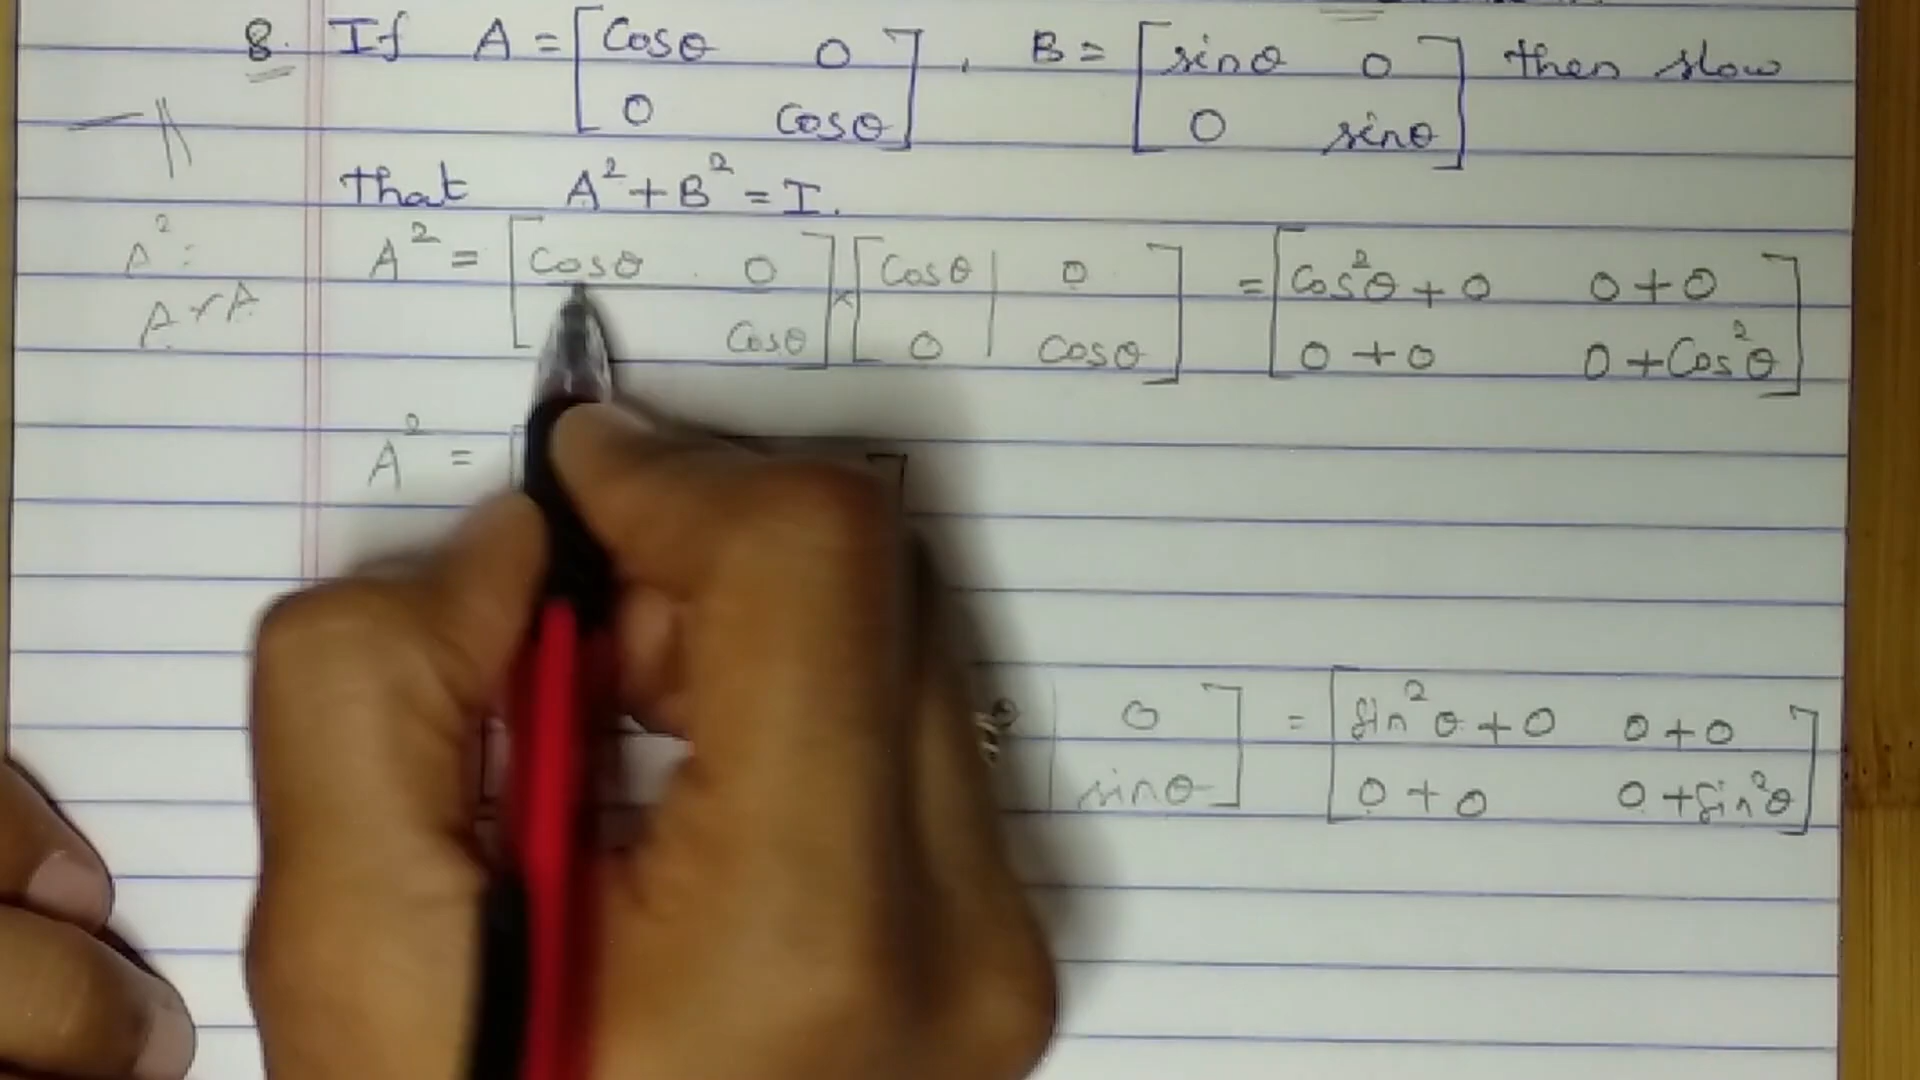 8. If A = [Cosθ 0 , B = [sinθ 0 then slow
0 Cosθ] 0 sinθ]
that A² + B² = I.
A² = A² = [Cosθ 0 × [Cosθ 0 = [Cos²θ + 0 0 + 0
A×A Cosθ] 0 Cosθ] 0 + 0 0 + Cos²θ]
A² = [
0 ] = [sin²θ + 0 0 + 0
sinθ 0 + 0 0 + sin²θ]